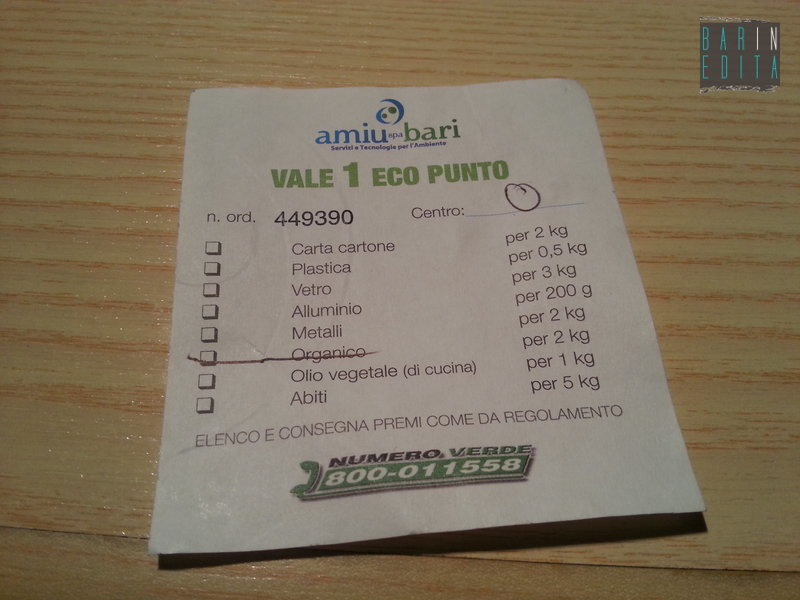 BARIN
EDITA
amiu spa bari
Servizi e Tecnologie per l'Ambiente
VALE 1 ECO PUNTO
n. ord. 449390 Centro:
Carta cartone per 2 kg
Plastica per 0,5 kg
Vetro per 3 kg
Alluminio per 200 g
Metalli per 2 kg
Organico per 2 kg
Olio vegetale (di cucina) per 1 kg
Abiti per 5 kg
ELENCO E CONSEGNA PREMI COME DA REGOLAMENTO
NUMERO VERDE
800-011558